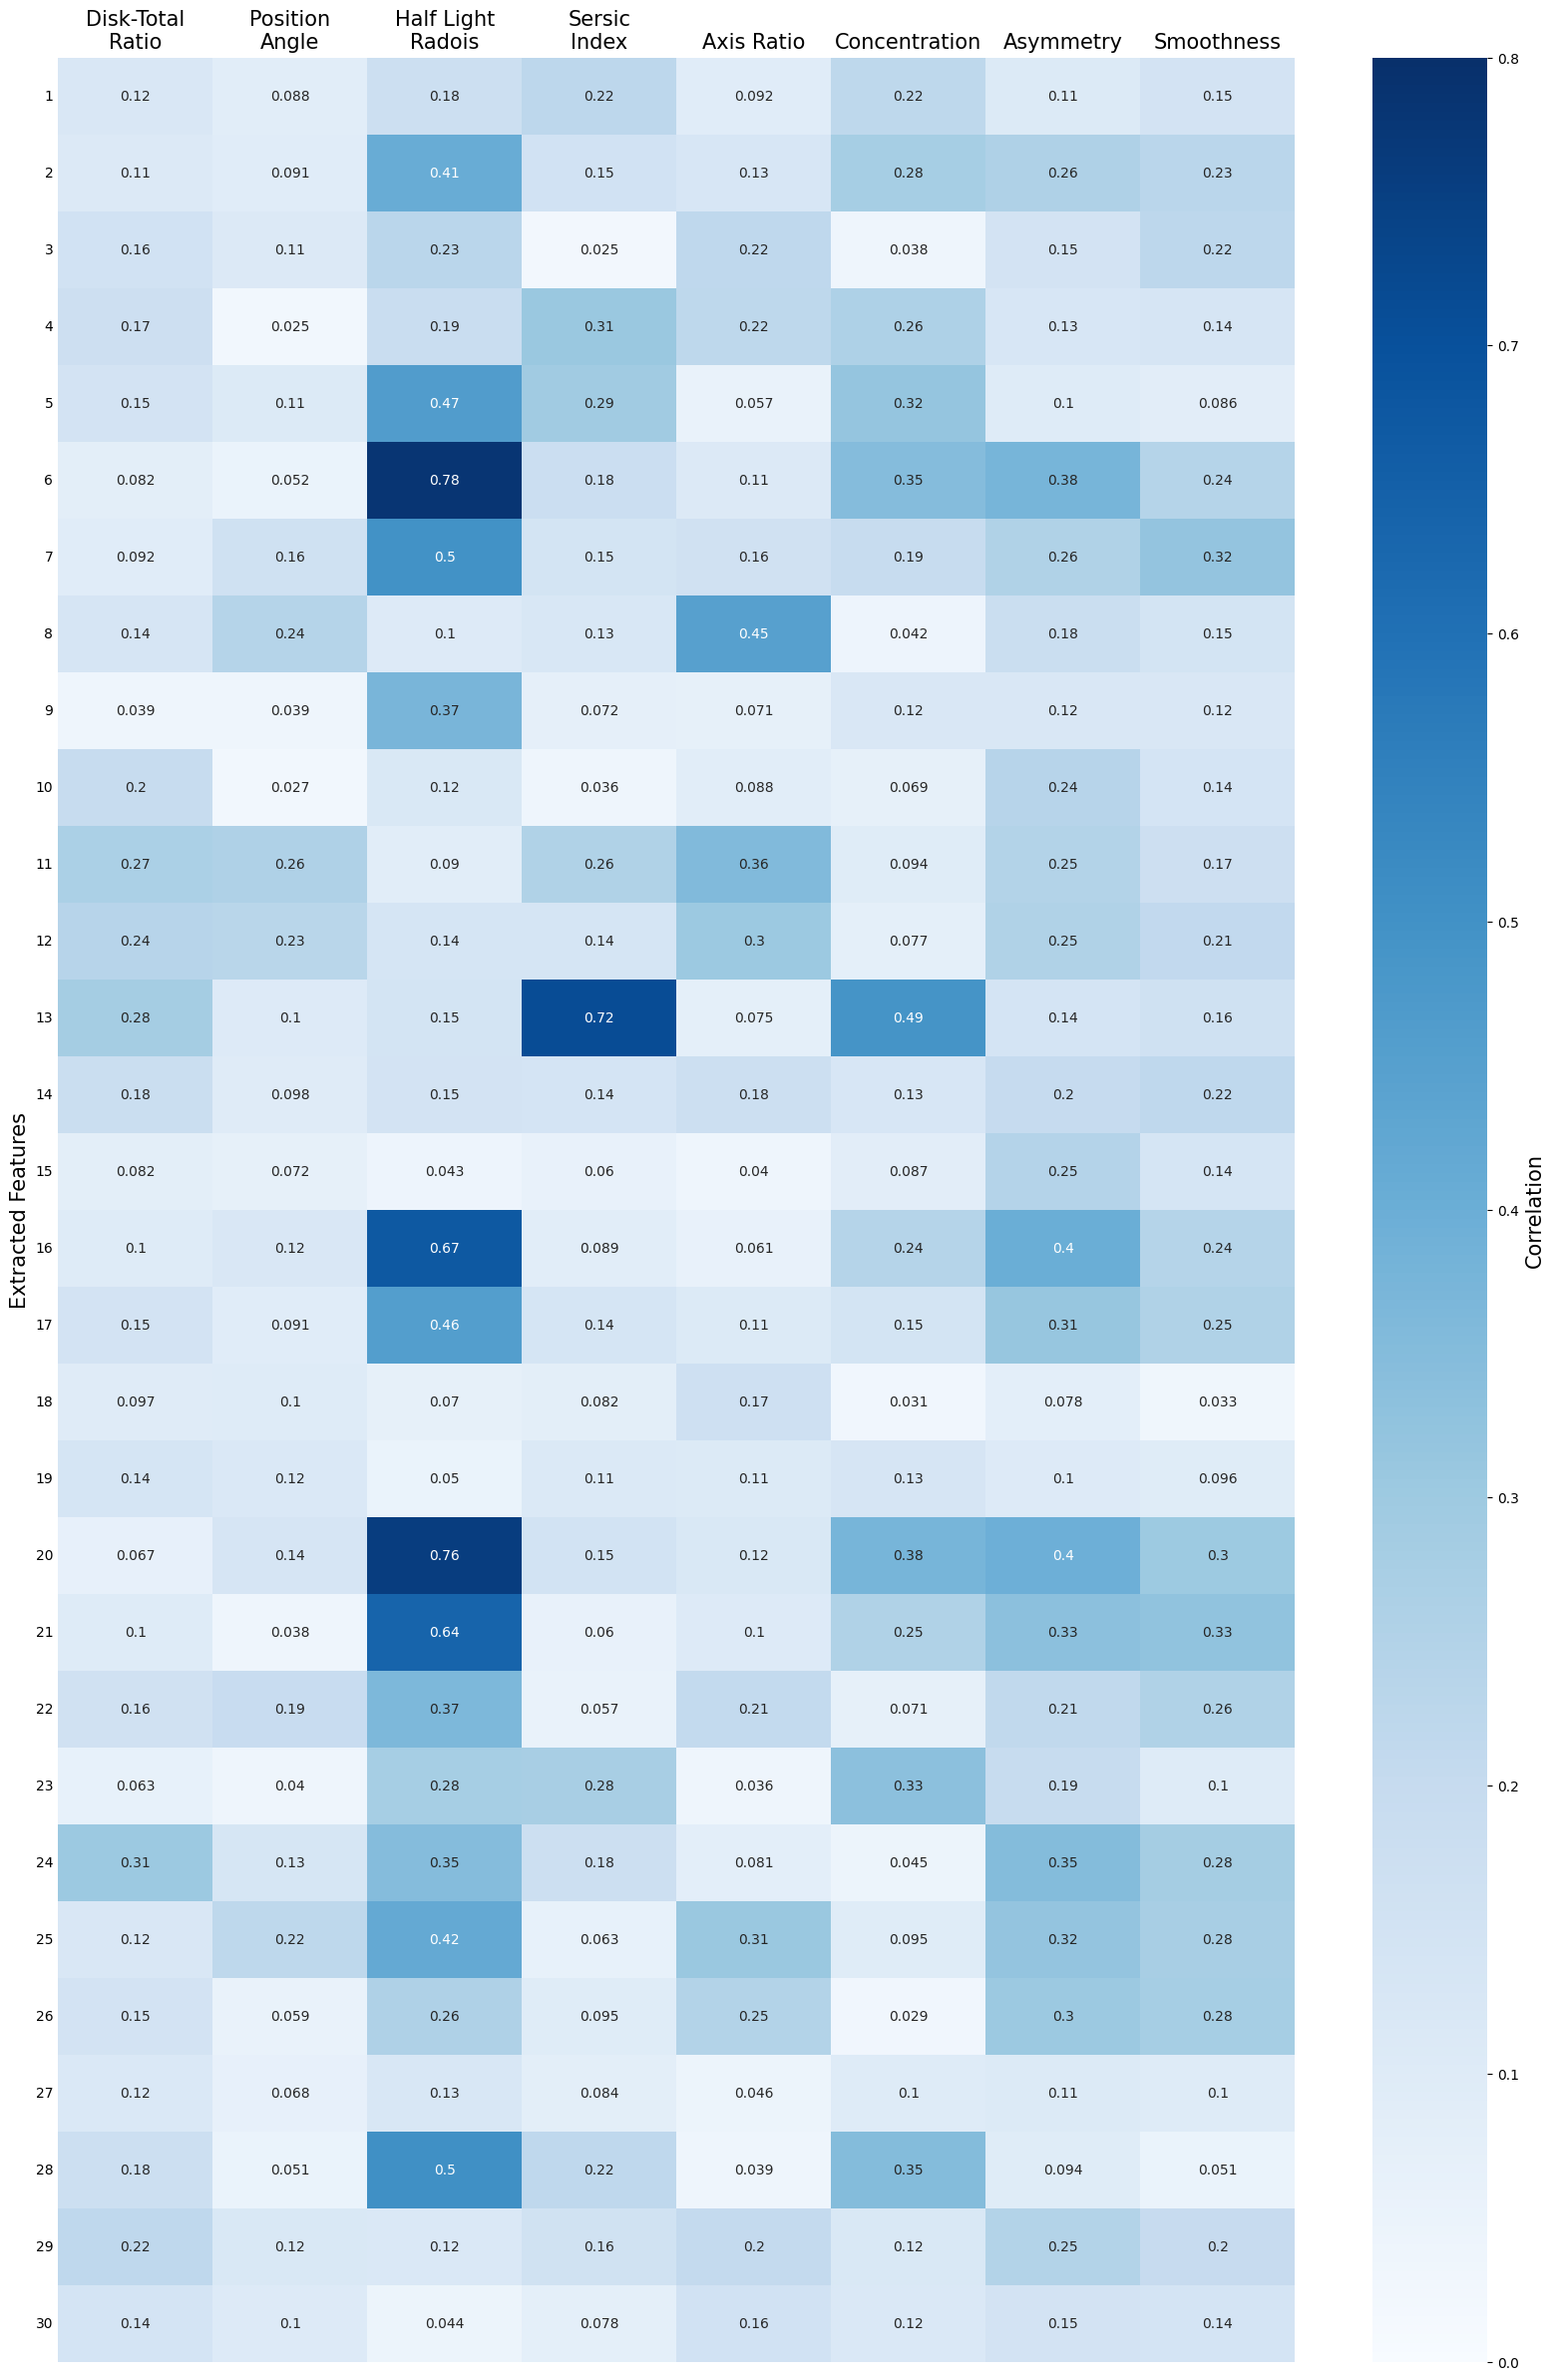 Disk-Total Position Half Light Sersic
Ratio Angle Radois Index Axis Ratio Concentration Asymmetry Smoothness
1 0.12 0.088 0.18 0.22 0.092 0.22 0.11 0.15
2 0.11 0.091 0.41 0.15 0.13 0.28 0.26 0.23
3 0.16 0.11 0.23 0.025 0.22 0.038 0.15 0.22
4 0.17 0.025 0.19 0.31 0.22 0.26 0.13 0.14
5 0.15 0.11 0.47 0.29 0.057 0.32 0.1 0.086
6 0.082 0.052 0.78 0.18 0.11 0.35 0.38 0.24
7 0.092 0.16 0.5 0.15 0.16 0.19 0.26 0.32
8 0.14 0.24 0.1 0.13 0.45 0.042 0.18 0.15
9 0.039 0.039 0.37 0.072 0.071 0.12 0.12 0.12
10 0.2 0.027 0.12 0.036 0.088 0.069 0.24 0.14
11 0.27 0.26 0.09 0.26 0.36 0.094 0.25 0.17
12 0.24 0.23 0.14 0.14 0.3 0.077 0.25 0.21
13 0.28 0.1 0.15 0.72 0.075 0.49 0.14 0.16
14 0.18 0.098 0.15 0.14 0.18 0.13 0.2 0.22
15 0.082 0.072 0.043 0.06 0.04 0.087 0.25 0.14
16 0.1 0.12 0.67 0.089 0.061 0.24 0.4 0.24
17 0.15 0.091 0.46 0.14 0.11 0.15 0.31 0.25
18 0.097 0.1 0.07 0.082 0.17 0.031 0.078 0.033
19 0.14 0.12 0.05 0.11 0.11 0.13 0.1 0.096
20 0.067 0.14 0.76 0.15 0.12 0.38 0.4 0.3
21 0.1 0.038 0.64 0.06 0.1 0.25 0.33 0.33
22 0.16 0.19 0.37 0.057 0.21 0.071 0.21 0.26
23 0.063 0.04 0.28 0.28 0.036 0.33 0.19 0.1
24 0.31 0.13 0.35 0.18 0.081 0.045 0.35 0.28
25 0.12 0.22 0.42 0.063 0.31 0.095 0.32 0.28
26 0.15 0.059 0.26 0.095 0.25 0.029 0.3 0.28
27 0.12 0.068 0.13 0.084 0.046 0.1 0.11 0.1
28 0.18 0.051 0.5 0.22 0.039 0.35 0.094 0.051
29 0.22 0.12 0.12 0.16 0.2 0.12 0.25 0.2
30 0.14 0.1 0.044 0.078 0.16 0.12 0.15 0.14
Extracted Features
0.8
0.7
0.6
0.5
0.4
0.3
0.2
0.1
0.0
Correlation